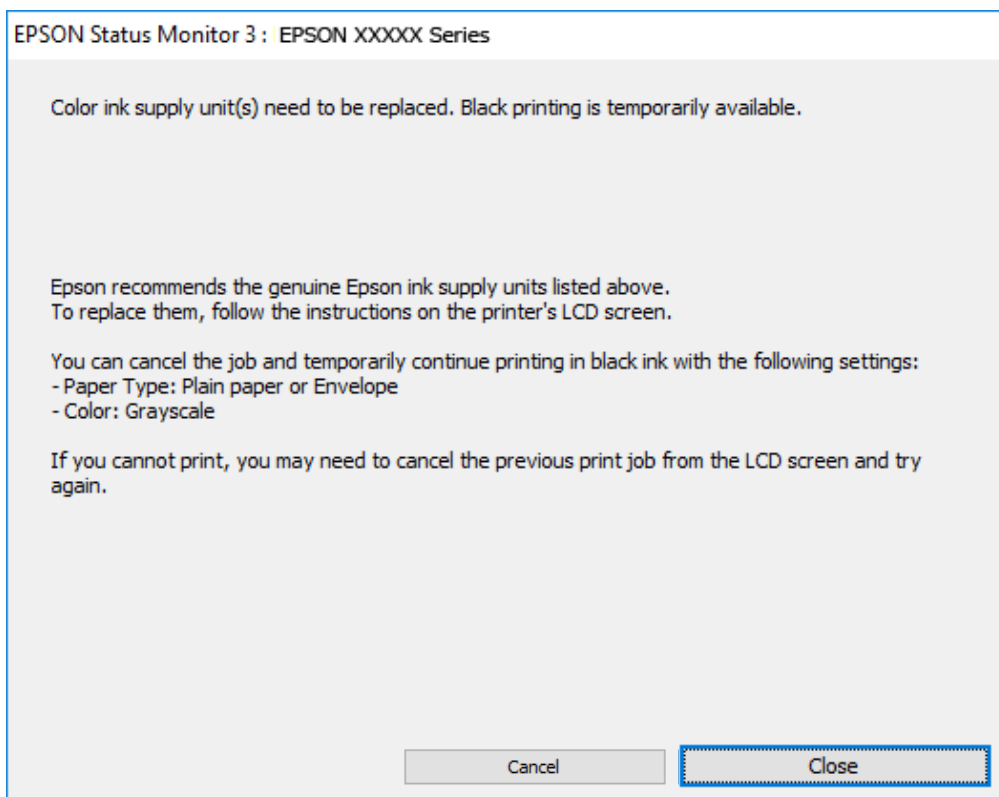 EPSON Status Monitor 3 : EPSON XXXXX Series
Color ink supply unit(s) need to be replaced. Black printing is temporarily available.
Epson recommends the genuine Epson ink supply units listed above.
To replace them, follow the instructions on the printer's LCD screen.
You can cancel the job and temporarily continue printing in black ink with the following settings:
- Paper Type: Plain paper or Envelope
- Color: Grayscale
If you cannot print, you may need to cancel the previous print job from the LCD screen and try
again.
Cancel Close